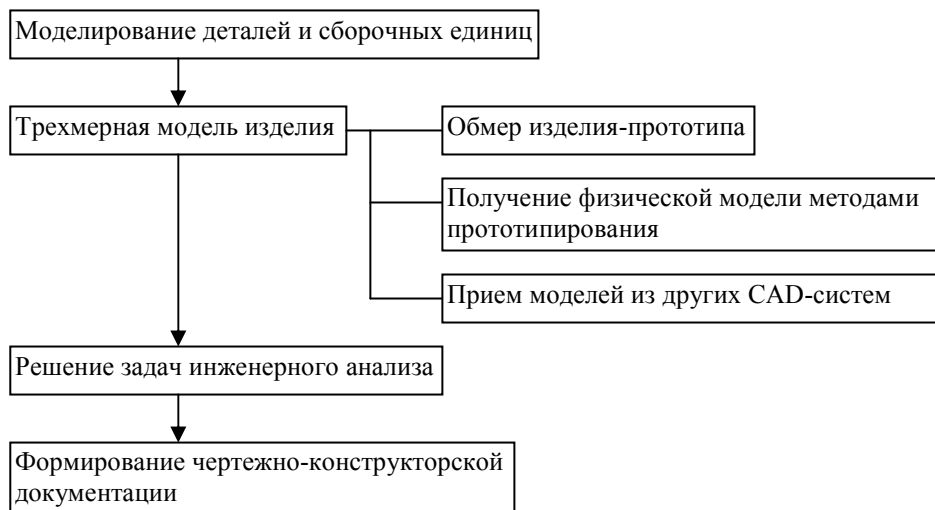 Моделирование деталей и сборочных единиц
Трехмерная модель изделия
Обмер изделия-прототипа
Получение физической модели методами
прототипирования
Прием моделей из других CAD-систем
Решение задач инженерного анализа
Формирование чертежно-конструкторской
документации